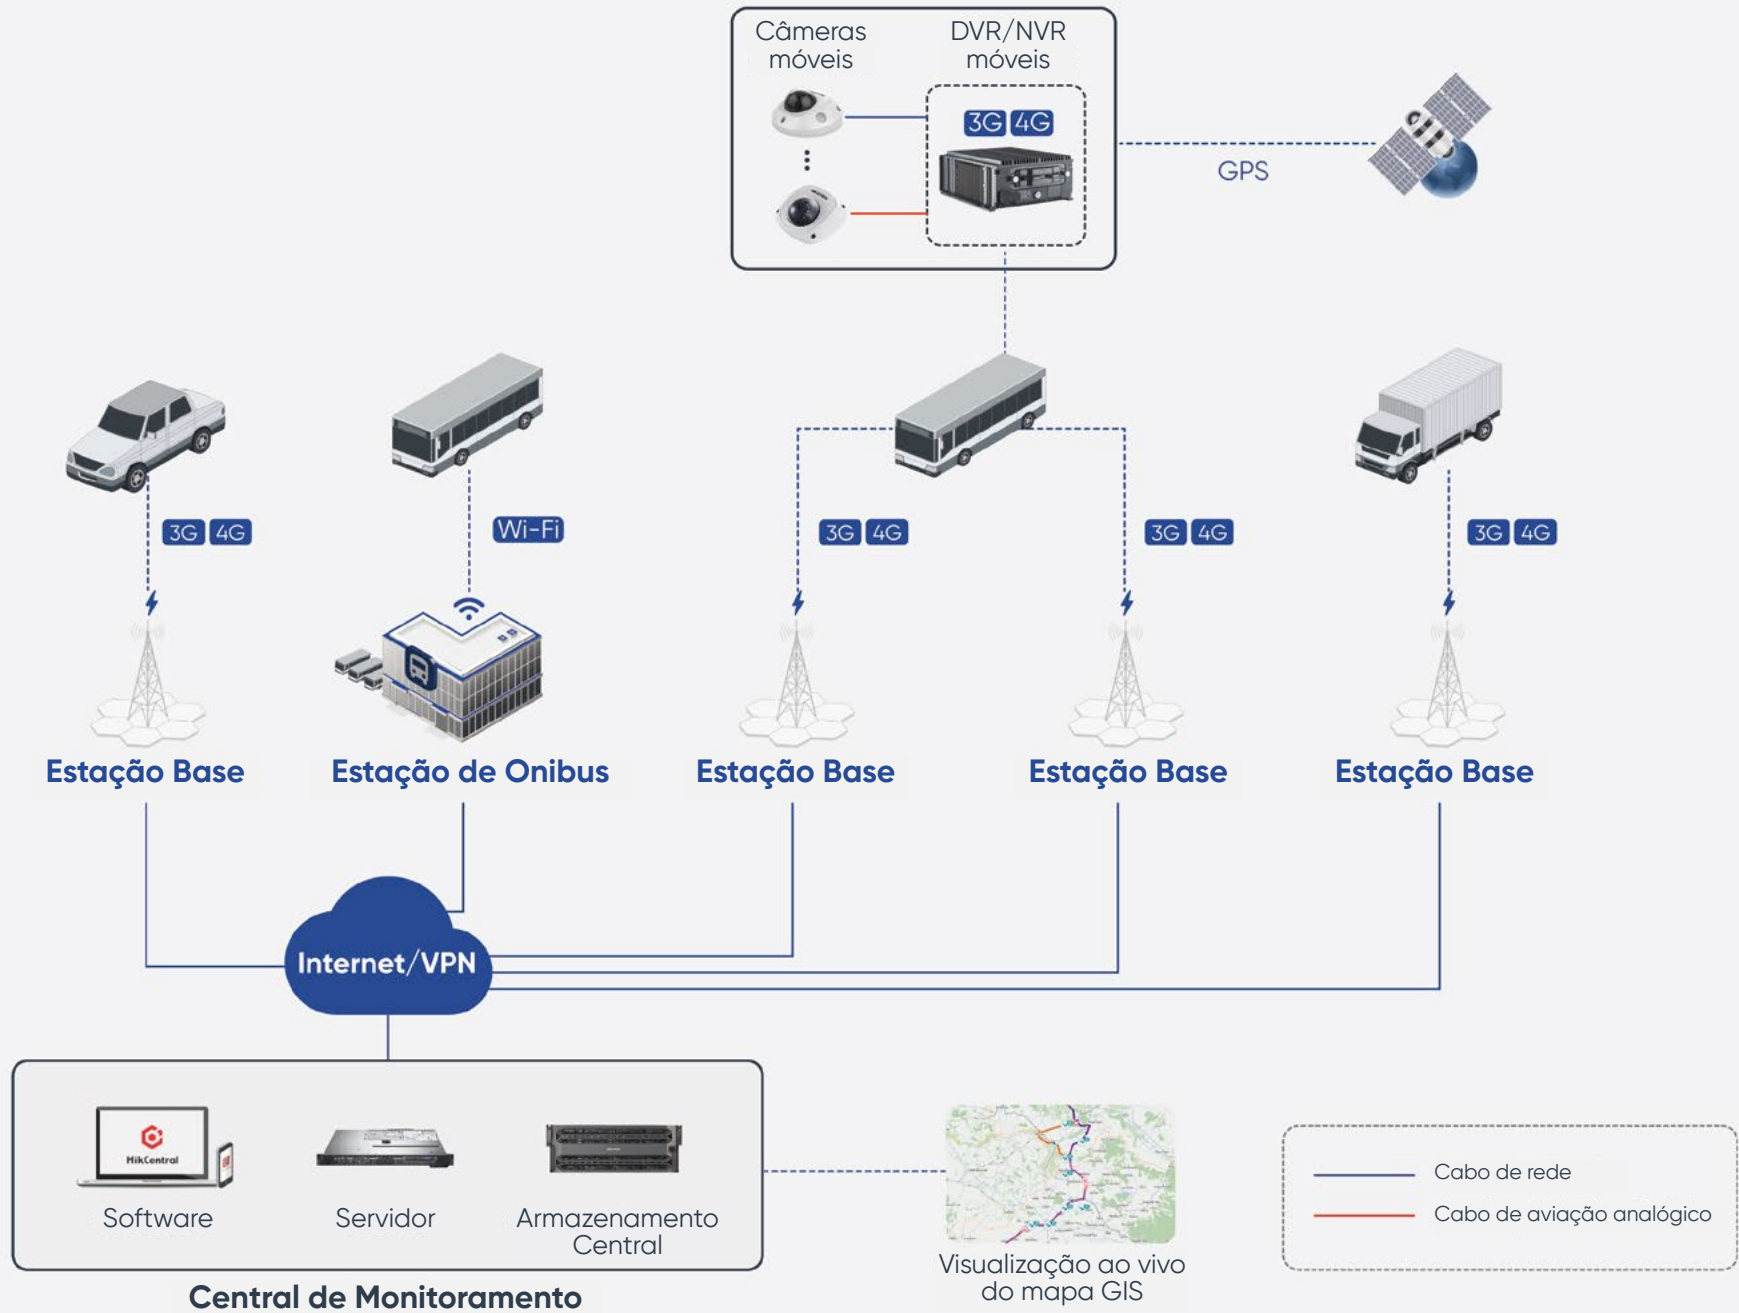 Câmeras
móveis
DVR/NVR
móveis
3G 4G
GPS
3G 4G
Wi-Fi
3G 4G
3G 4G
3G 4G
Estação Base
Estação de Onibus
Estação Base
Estação Base
Estação Base
Internet/VPN
HikCentral
Software
Servidor
Armazenamento
Central
Central de Monitoramento
Visualização ao vivo
do mapa GIS
Cabo de rede
Cabo de aviação analógico